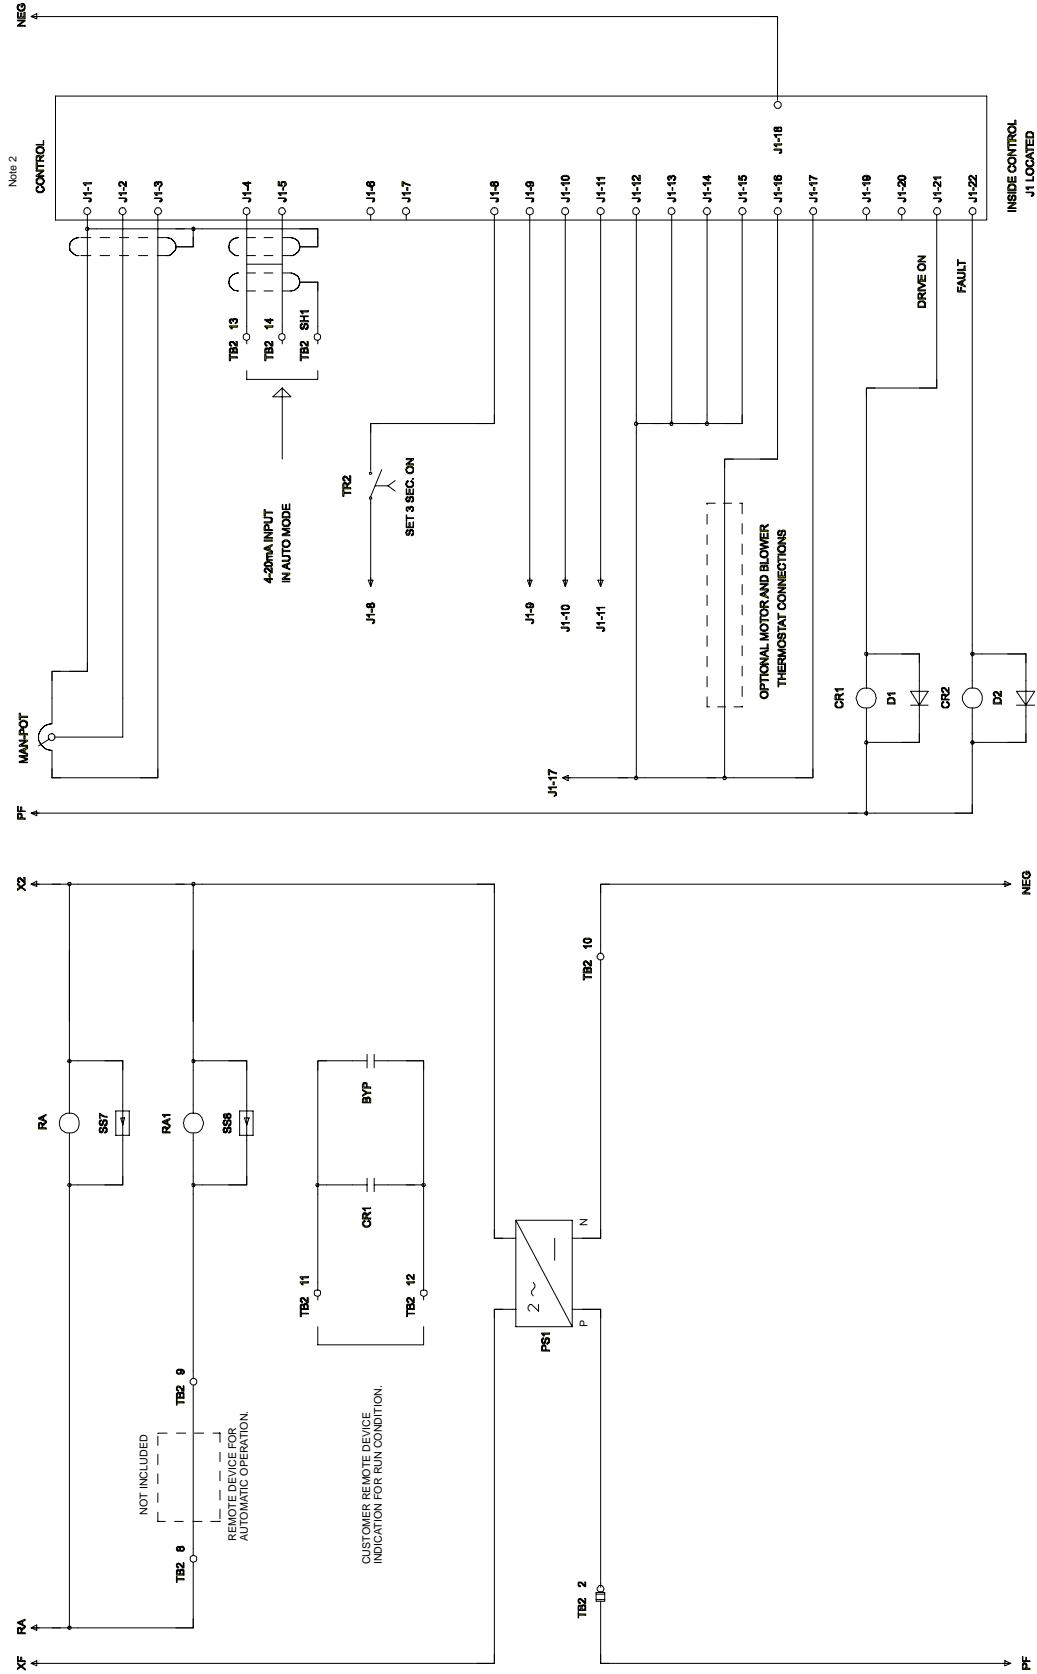 XF
RA
X2
RA
SS7
TB2 8
NOT INCLUDED
REMOTE DEVICE FOR
AUTOMATIC OPERATION.
TB2 9
RA1
SS8
TB2 11
CUSTOMER REMOTE DEVICE
INDICATION FOR RUN CONDITION.
CR1
BYP
TB2 12
PS1
2 ~
P
N
TB2 2
TB2 10
PF
NEG
PF
NEG
MAN-POT
Note 2
CONTROL
J1-1
J1-2
J1-3
TB2 13
J1-4
TB2 14
J1-5
TB2 SH1
4-20mA INPUT
IN AUTO MODE
TR2
SET 3 SEC. ON
J1-6
J1-7
J1-8
J1-8
J1-9
J1-9
J1-10
J1-10
J1-11
J1-11
J1-17
J1-12
J1-13
J1-14
J1-15
J1-16
J1-18
J1-17
OPTIONAL MOTOR AND BLOWER
THERMOSTAT CONNECTIONS
CR1
J1-19
D1
J1-20
DRIVE ON
J1-21
CR2
FAULT
J1-22
D2
INSIDE CONTROL
J1 LOCATED